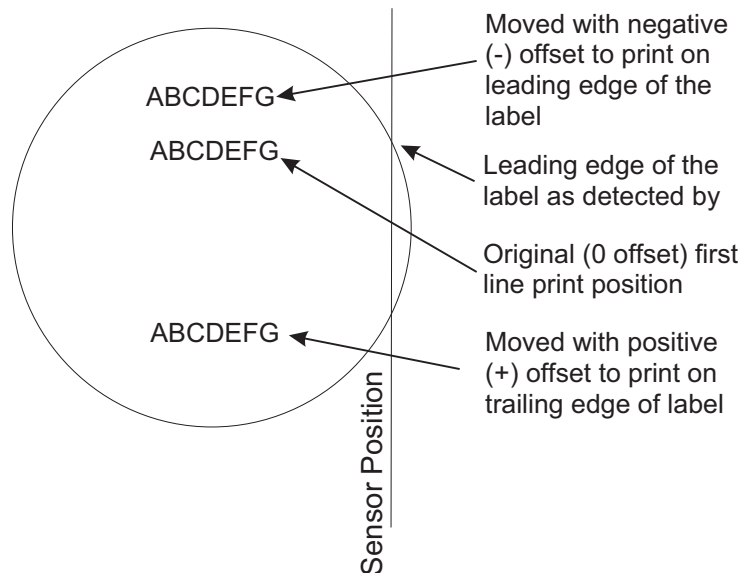 Moved with negative
(-) offset to print on
leading edge of the
label
ABCDEFG
ABCDEFG
Leading edge of the
label as detected by
Original (0 offset) first
line print position
ABCDEFG
Moved with positive
(+) offset to print on
trailing edge of label
Sensor Position